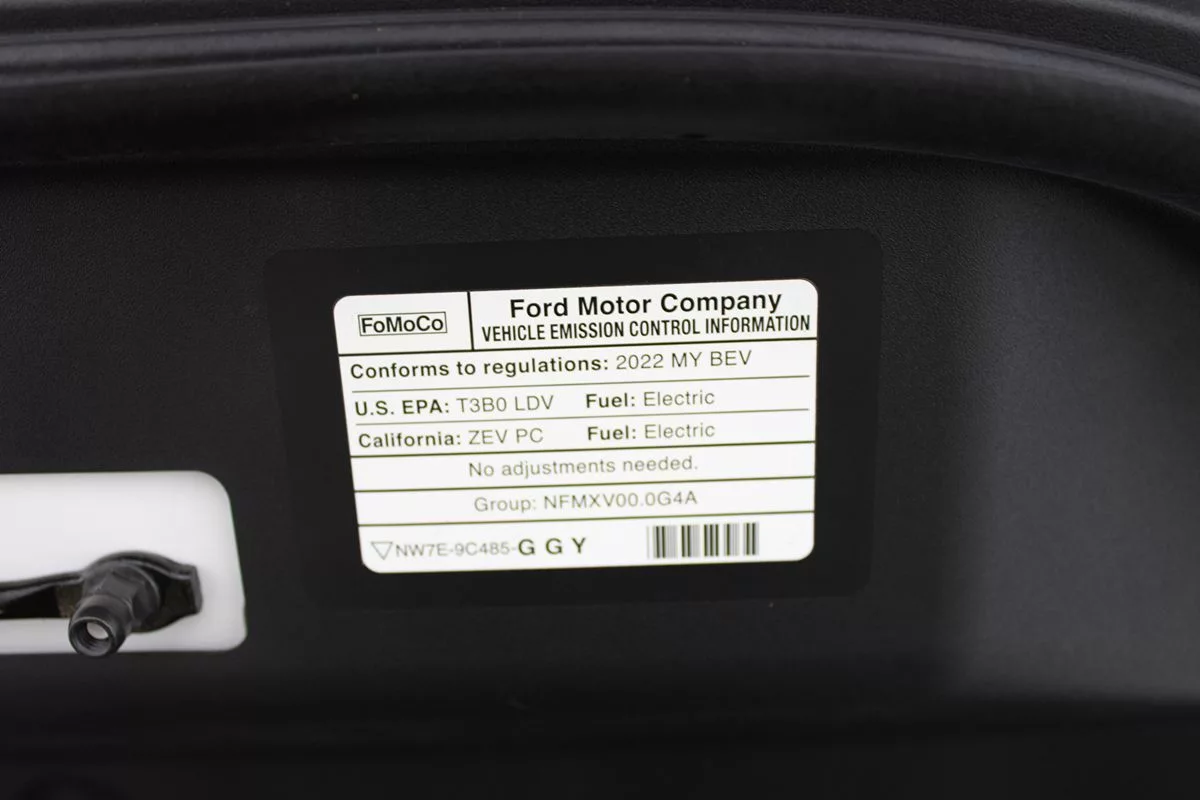 FoMoCo
Ford Motor Company
VEHICLE EMISSION CONTROL INFORMATION
Conforms to regulations: 2022 MY BEV
U.S. EPA: T3B0 LDV Fuel: Electric
California: ZEV PC Fuel: Electric
No adjustments needed.
Group: NFMXV00.0G4A
NW7E-9C485-G G Y